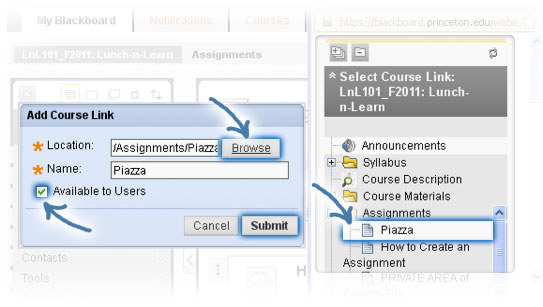 My Blackboard
Notifications
Courses
LnL101_F2011: Lunch-n-Learn
Assignments
Add Course Link
Location:
/Assignments/Piazza
Browse
Name:
Piazza
Available to Users
Cancel
Submit
Contacts
Tools
H
https://blackboard.princeton.edu/weba
Select Course Link:
LnL101_F2011: Lunch-
n-Learn
Announcements
Syllabus
Course Description
Course Materials
Assignments
Piazza
How to Create an
Assignment
PRIVATE AREA of